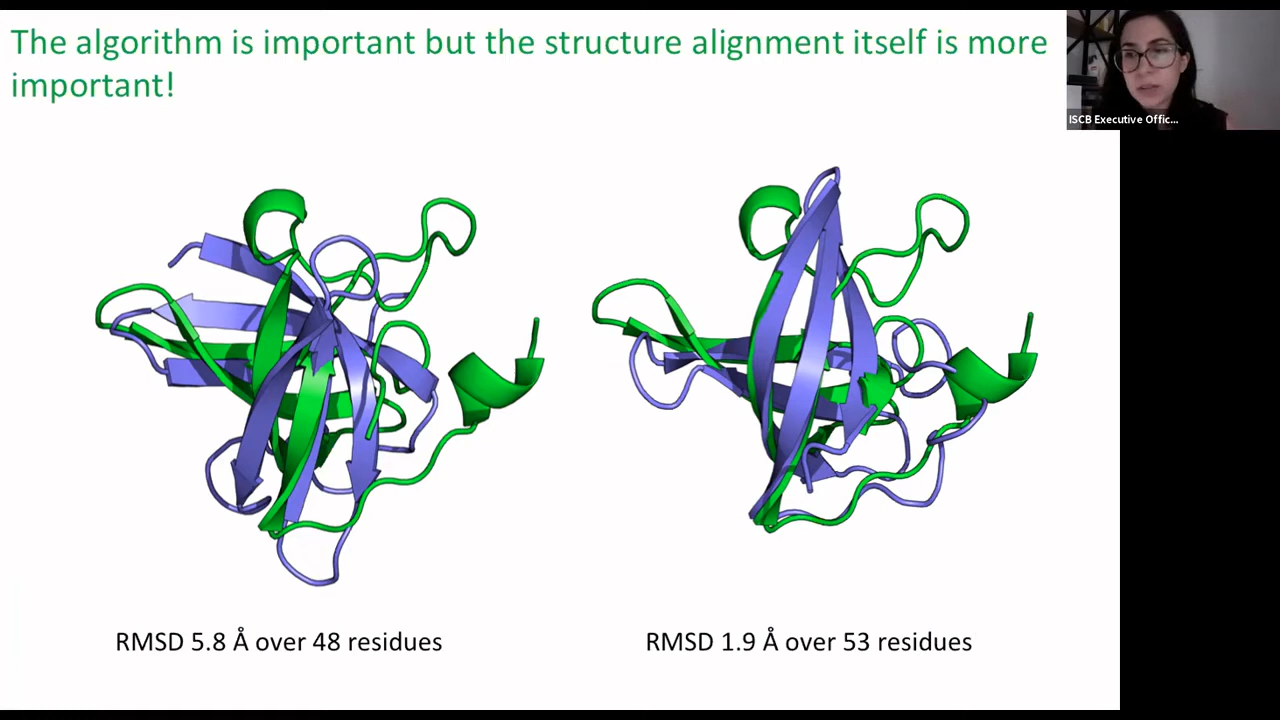 The algorithm is important but the structure alignment itself is more
important!
ISCB Executive Offic...
RMSD 5.8 Å over 48 residues
RMSD 1.9 Å over 53 residues